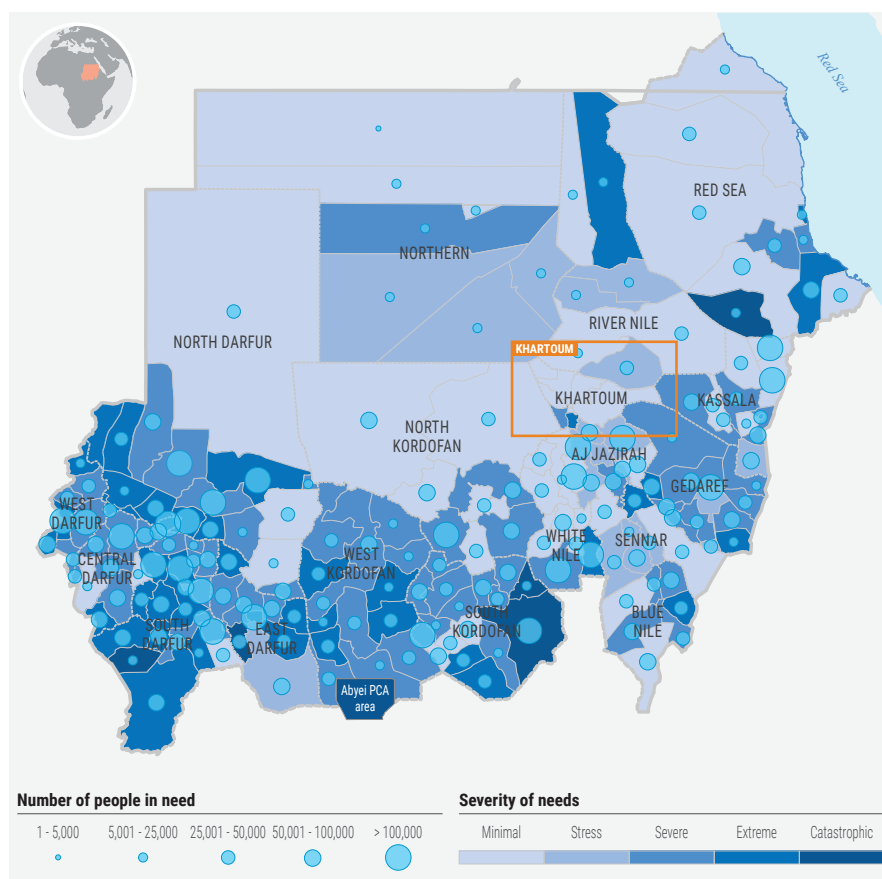 Red Sea
RED SEA
NORTHERN
RIVER NILE
NORTH DARFUR
KHARTOUM
KHARTOUM
KASSALA
NORTH
KORDOFAN
AJ JAZIRAH
GEDAREF
WEST
DARFUR
CENTRAL
DARFUR
WEST
KORDOFAN
WHITE
NILE
SENNAR
SOUTH
DARFUR
EAST
DARFUR
SOUTH
KORDOFAN
BLUE
NILE
Abyei PCA
area
Number of people in need
1 - 5,000
5,001 - 25,000
25,001 - 50,000
50,001 - 100,000
> 100,000
Severity of needs
Minimal
Stress
Severe
Extreme
Catastrophic